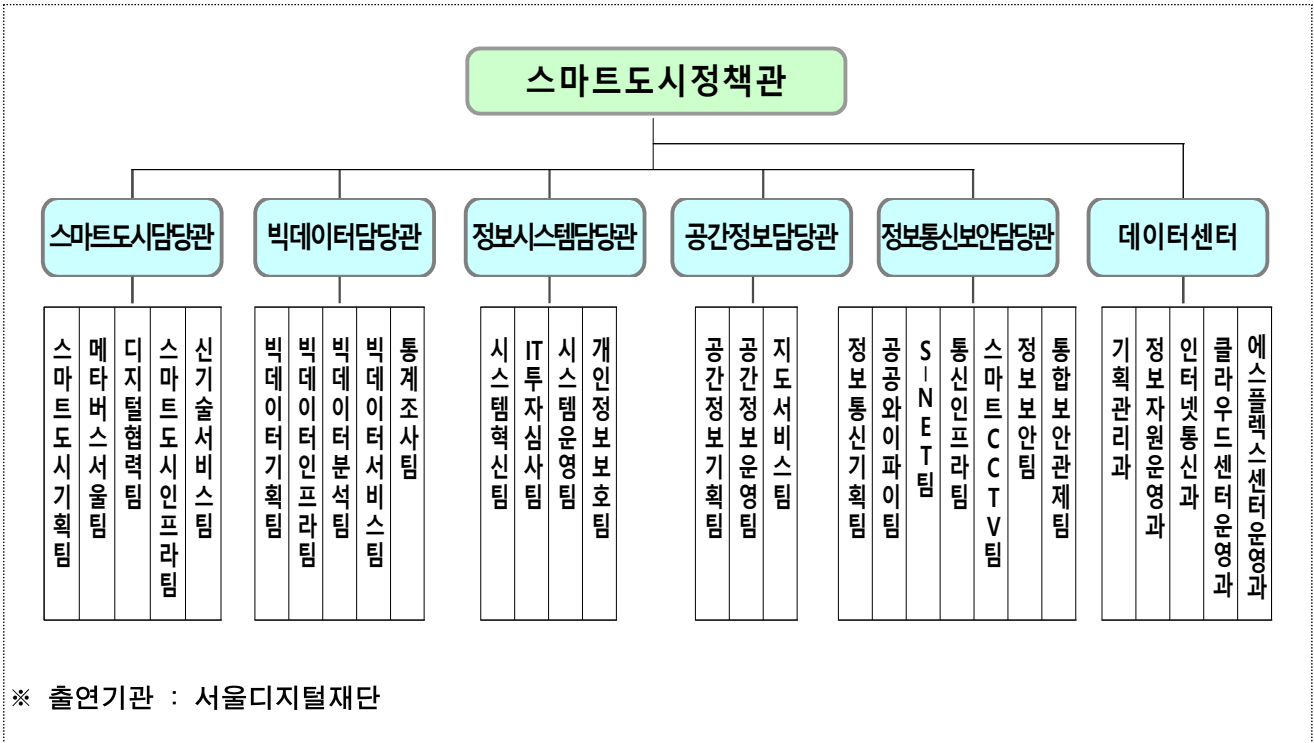 스마트도시정책관
스마트도시담당관
빅데이터담당관
정보시스템담당관
공간정보담당관
정보통신보안담당관
데이터센터
스마트도시기획팀
메타버스서울팀
디지털협력팀
스마트도시인프라팀
신기술서비스팀
빅데이터기획팀
빅데이터인프라팀
빅데이터분석팀
빅데이터서비스팀
통계조사팀
시스템혁신팀
IT투자심사팀
시스템운영팀
개인정보보호팀
공간정보기획팀
공간정보운영팀
지도서비스팀
정보통신기획팀
공공와이파이팀
S-NET팀
통신인프라팀
스마트CCTV팀
정보보안팀
통합보안관제팀
기획관리과
정보자원운영과
인터넷통신과
클라우드센터운영과
에스플렉스센터운영과
※ 출연기관 : 서울디지털재단